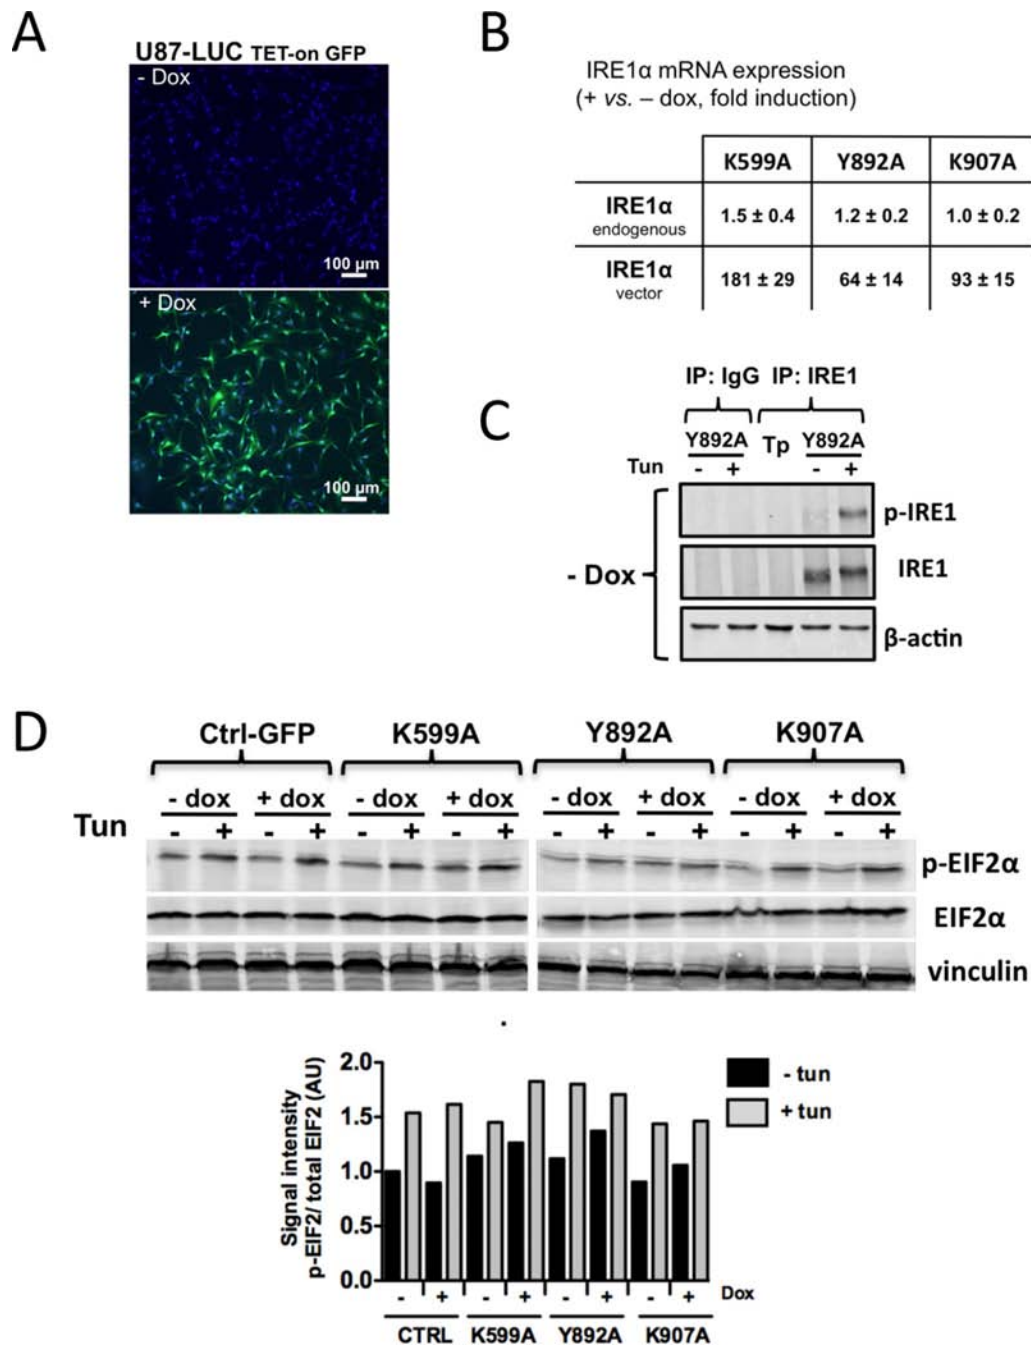 A
U87-LUC TET-on GFP
- Dox
100 µm
+ Dox
100 µm
B
IRE1α mRNA expression
(+ vs. – dox, fold induction)
K599A Y892A K907A
IRE1α endogenous 1.5 ± 0.4 1.2 ± 0.2 1.0 ± 0.2
IRE1α vector 181 ± 29 64 ± 14 93 ± 15
C
IP: IgG IP: IRE1
Y892A Tp Y892A
Tun - + - +
- Dox
p-IRE1
IRE1
β-actin
D
Ctrl-GFP K599A Y892A K907A
- dox + dox - dox + dox - dox + dox - dox + dox
Tun - + - + - + - + - + - + - + - +
p-EIF2α
EIF2α
vinculin
Signal intensity
p-EIF2/ total EIF2 (AU)
2.0
1.5
1.0
0.5
0.0
- tun
+ tun
- + - + - + - + Dox
CTRL K599A Y892A K907A